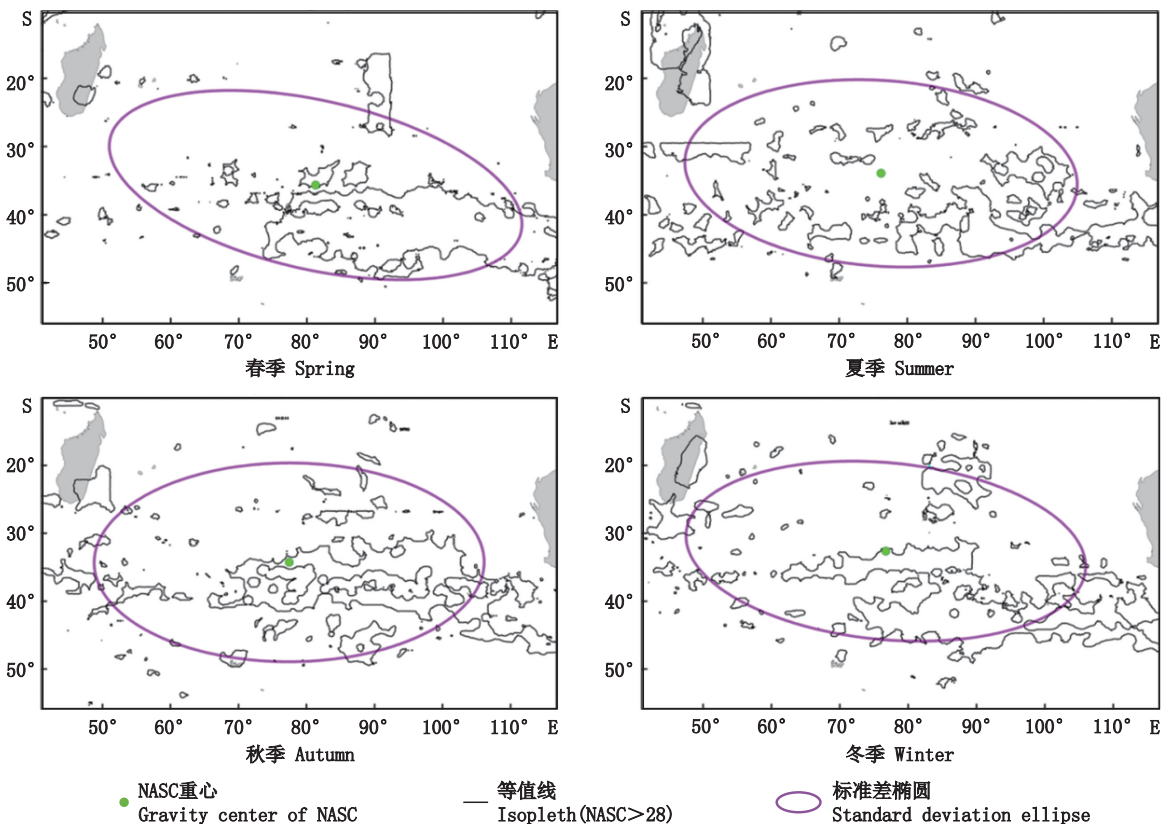 S
20°
30°
40°
50°
50° 60° 70° 80° 90° 100° 110° E
春季 Spring
S
20°
30°
40°
50°
50° 60° 70° 80° 90° 100° 110° E
夏季 Summer
S
20°
30°
40°
50°
50° 60° 70° 80° 90° 100° 110° E
秋季 Autumn
S
20°
30°
40°
50°
50° 60° 70° 80° 90° 100° 110° E
冬季 Winter
NASC重心
Gravity center of NASC
等值线
Isopleth(NASC＞28)
标准差椭圆
Standard deviation ellipse